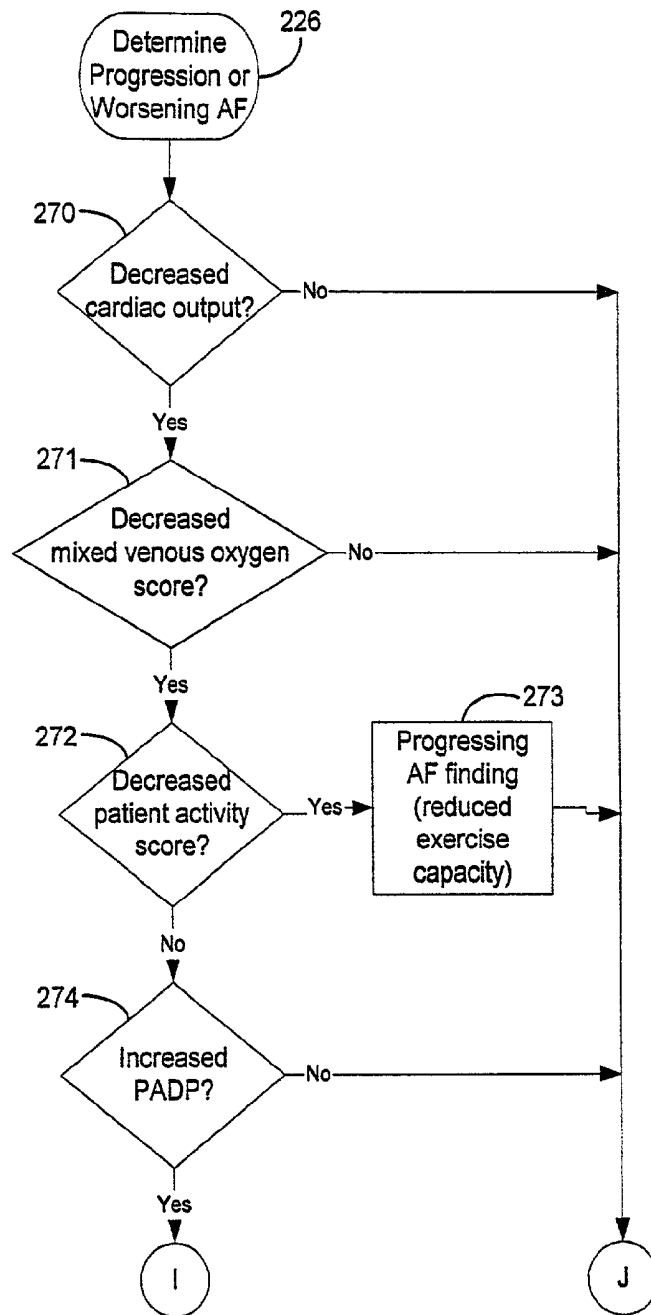 226
Determine
Progression or
Worsening AF
270
Decreased
cardiac output?
No
Yes
271
Decreased
mixed venous oxygen
score?
No
Yes
272
Decreased
patient activity
score?
Yes
273
Progressing
AF finding
(reduced
exercise
capacity)
No
274
Increased
PADP?
No
Yes
I
J